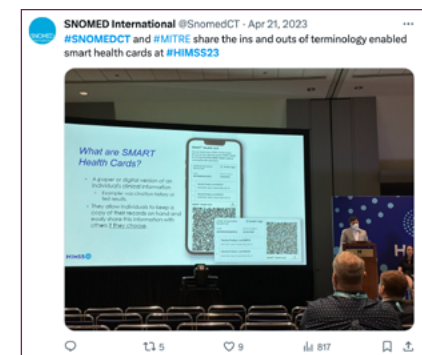 SNOMED International @SnomedCT · Apr 21, 2023
#SNOMEDCT and #MITRE share the ins and outs of terminology enabled
smart health cards at #HIMSS23
SNOMED
What are SMART
Health Cards?
• A paper or digital version of an
individual's clinical information
• Example: vaccination history or
test results
• They allow individuals to keep a
copy of their records on hand and
easily share this information with
others if they choose.
HIMSS
5
9
817